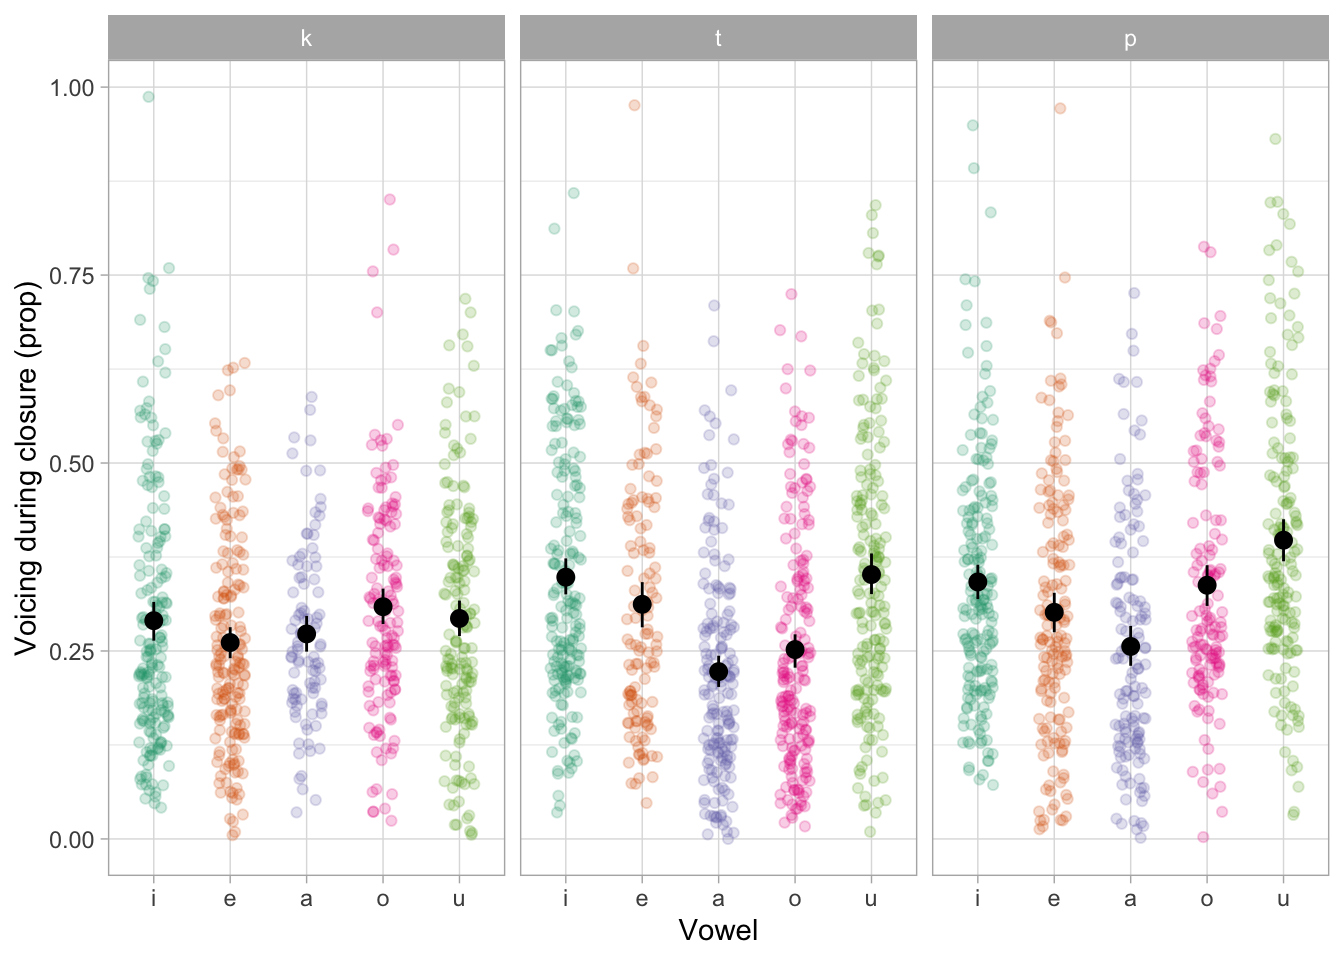 k t p
Voicing during closure (prop)
1.00
0.75
0.50
0.25
0.00
i e a o u i e a o u i e a o u
Vowel